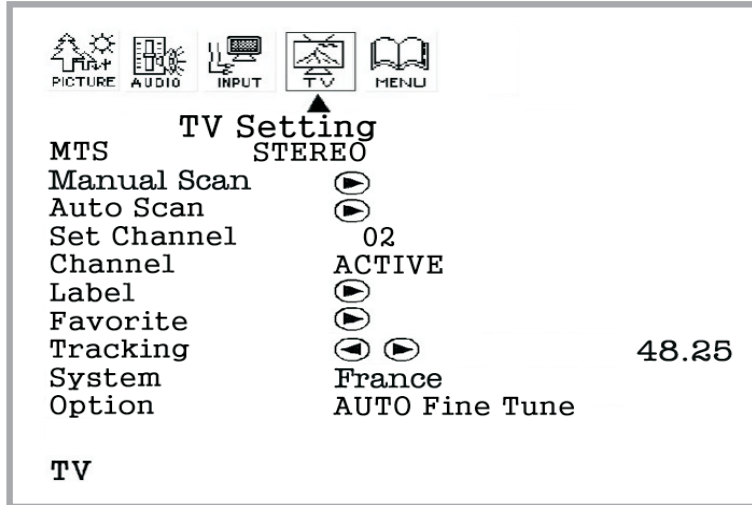 PICTURE AUDIO INPUT TV MENU
TV Setting
MTS STEREO
Manual Scan
Auto Scan
Set Channel 02
Channel ACTIVE
Label
Favorite
Tracking 48.25
System France
Option AUTO Fine Tune
TV